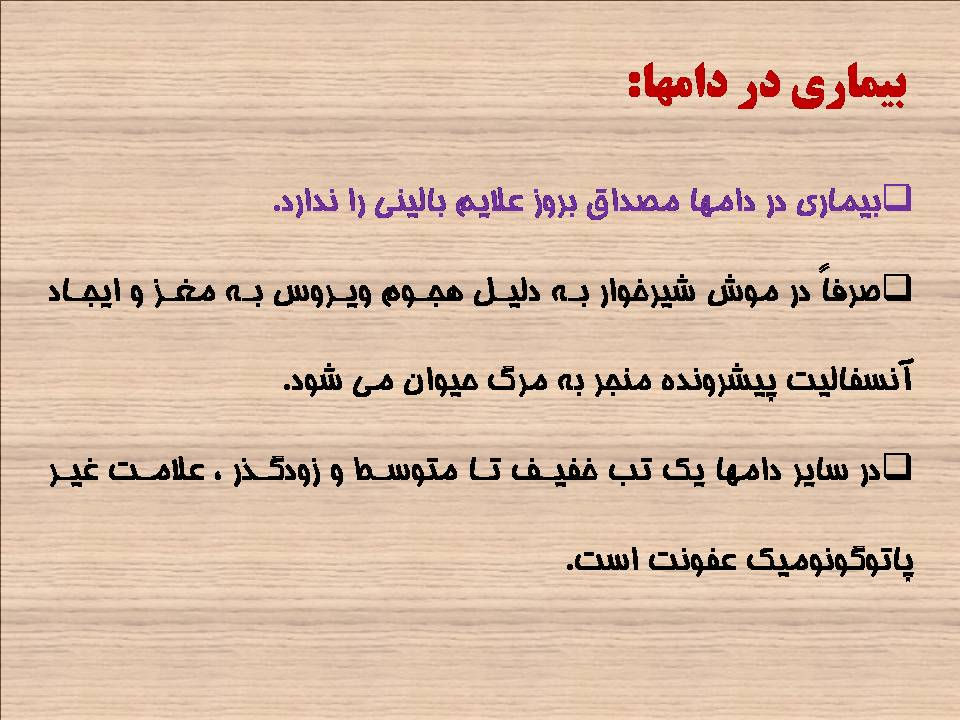 بیماری در دامها:
❑بیماری در دامها مصداق بروز علایم بالینی را ندارد.
❑صرفاً در موش شیرخوار به دلیل هجوم ویروس به مغز و ایجاد
آنسفالیت پیشرونده منجر به مرگ حیوان می شود.
❑در سایر دامها یک تب خفیف تا متوسط و زودگذر ، علامت غیر
پاتوگونومیک عفونت است.